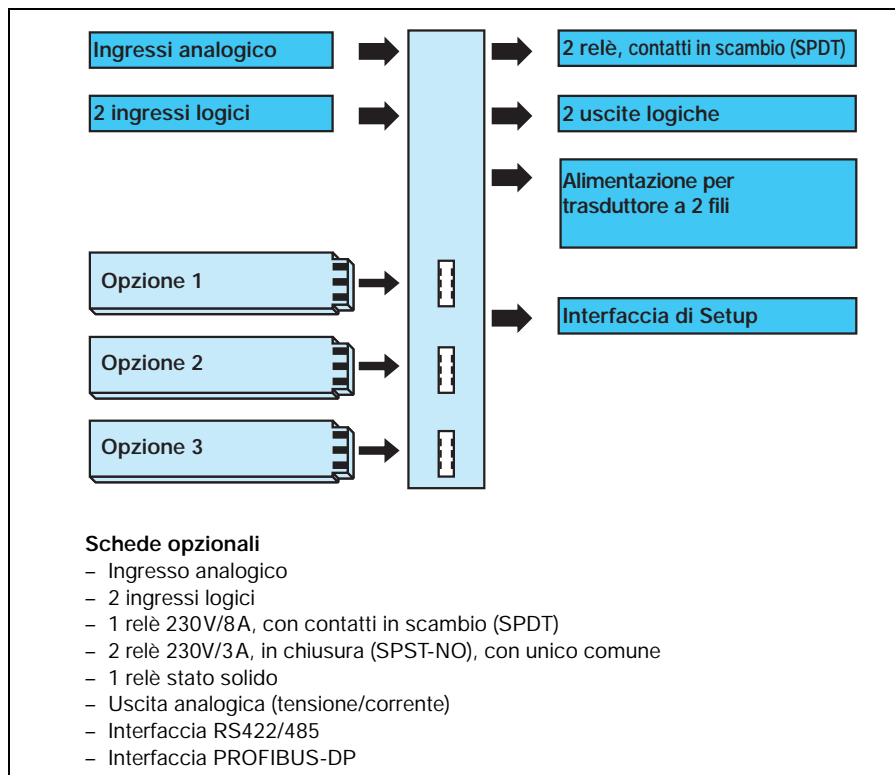 Ingressi analogico
2 ingressi logici
2 relè, contatti in scambio (SPDT)
2 uscite logiche
Alimentazione per
trasduttore a 2 fili
Interfaccia di Setup
Opzione 1
Opzione 2
Opzione 3
Schede opzionali
– Ingresso analogico
– 2 ingressi logici
– 1 relè 230V/8A, con contatti in scambio (SPDT)
– 2 relè 230V/3A, in chiusura (SPST-NO), con unico comune
– 1 relè stato solido
– Uscita analogica (tensione/corrente)
– Interfaccia RS422/485
– Interfaccia PROFIBUS-DP